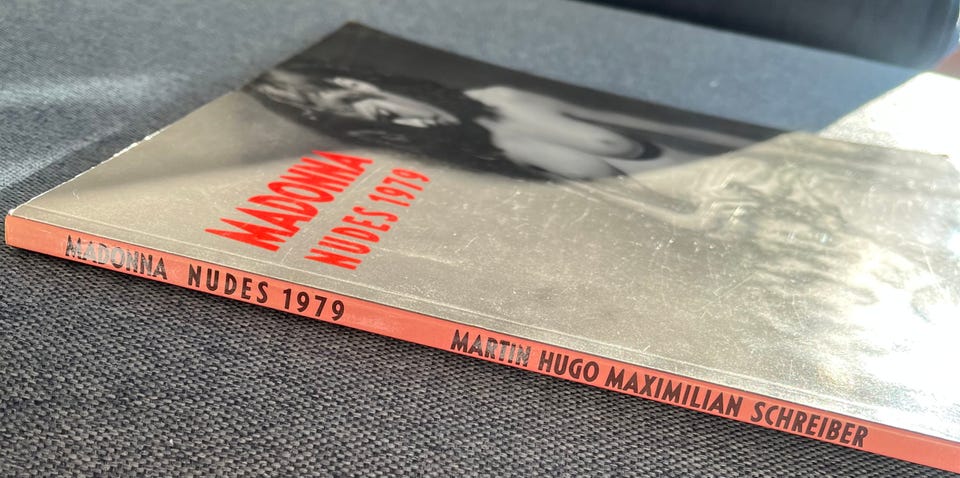 MADONNA
NUDES 1979
MADONNA NUDES 1979 MARTIN HUGO MAXIMILIAN SCHREIBER